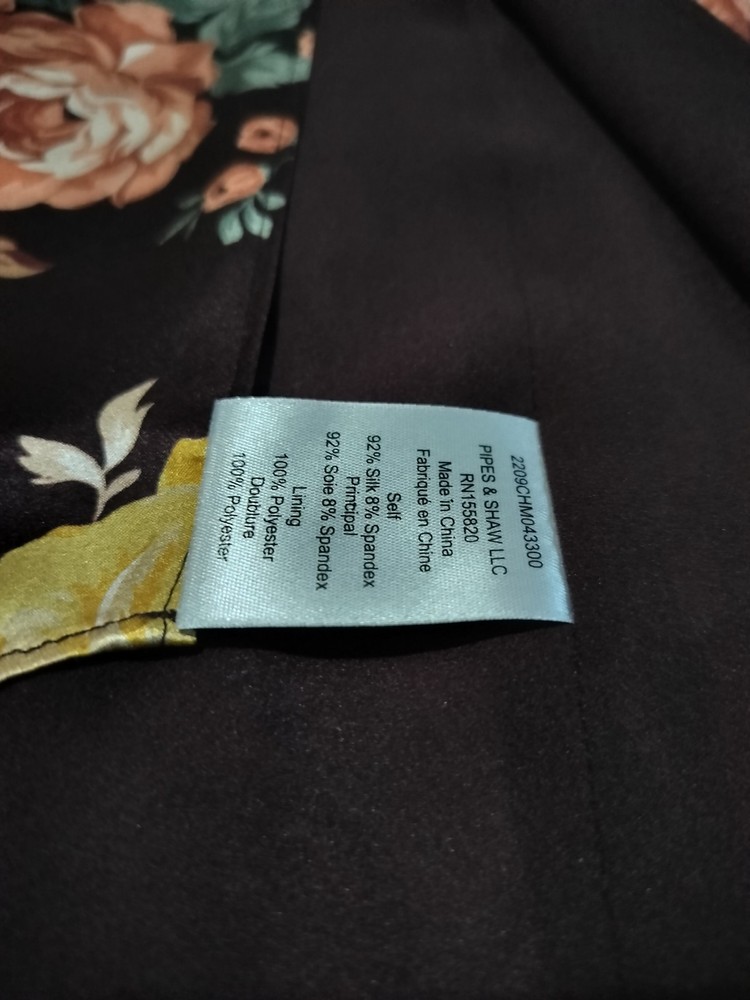 2209CHM043300
PIPES & SHAW LLC
RN155820
Made in China
Fabriqué en Chine
Self
92% Silk 8% Spandex
Principal
92% Soie 8% Spandex
Lining
100% Polyester
Doublure
100% Polyester